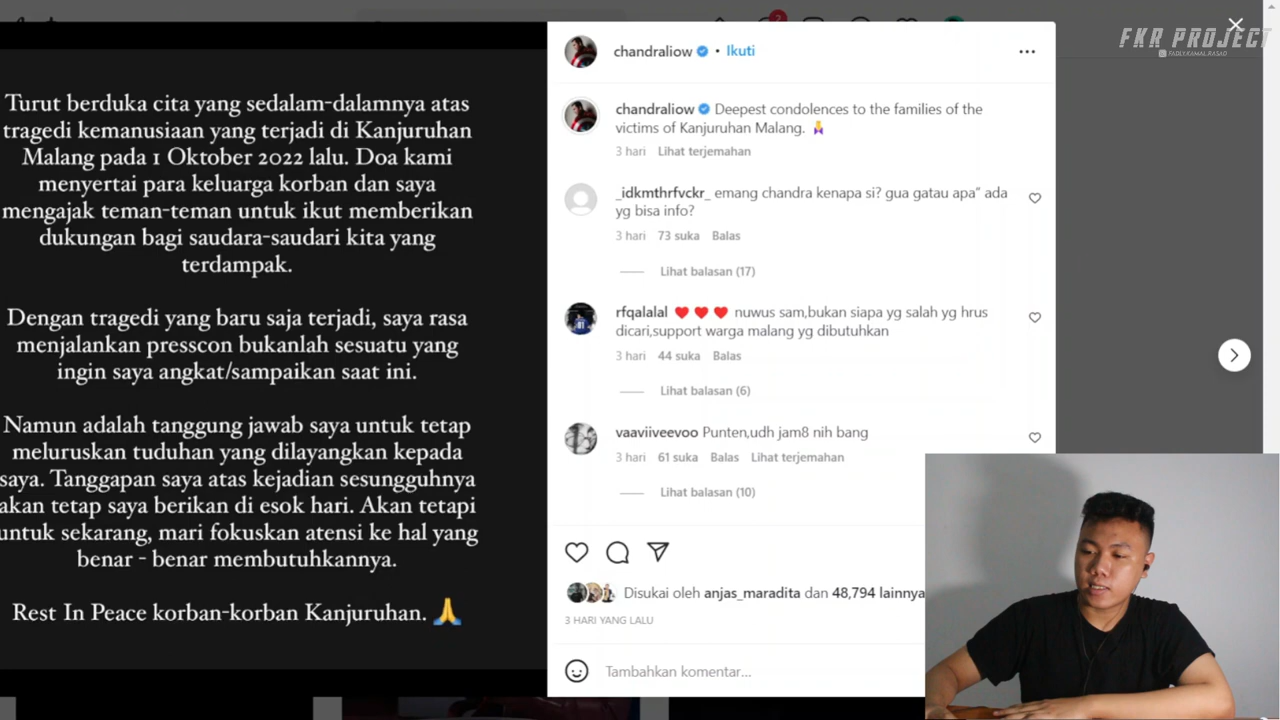 FKR PROJECT
FADLY.KAMAL.RASAD
Turut berduka cita yang sedalam-dalamnya atas
tragedi kemanusiaan yang terjadi di Kanjuruhan
Malang pada 1 Oktober 2022 lalu. Doa kami
menyertai para keluarga korban dan saya
mengajak teman-teman untuk ikut memberikan
dukungan bagi saudara-saudari kita yang
terdampak.
Dengan tragedi yang baru saja terjadi, saya rasa
menjalankan presscon bukanlah sesuatu yang
ingin saya angkat/sampaikan saat ini.
Namun adalah tanggung jawab saya untuk tetap
meluruskan tuduhan yang dilayangkan kepada
saya. Tanggapan saya atas kejadian sesungguhnya
akan tetap saya berikan di esok hari. Akan tetapi
untuk sekarang, mari fokuskan atensi ke hal yang
benar - benar membutuhkannya.
Rest In Peace korban-korban Kanjuruhan. 🙏
chandraliow • Ikuti
chandraliow Deepest condolences to the families of the
victims of Kanjuruhan Malang.
3 hari Lihat terjemahan
_idkmthrfvckr_ emang chandra kenapa si? gua gatau apa" ada
yg bisa info?
3 hari 73 suka Balas
Lihat balasan (17)
rfqalalal ❤️ ❤️ ❤️ nuwus sam,bukan siapa yg salah yg hrus
dicari,support warga malang yg dibutuhkan
3 hari 44 suka Balas
Lihat balasan (6)
vaaviiveevoo Punten,udh jam8 nih bang
3 hari 61 suka Balas Lihat terjemahan
Lihat balasan (10)
Disukai oleh anjas_maradita dan 48,794 lainnya
3 HARI YANG LALU
Tambahkan komentar...